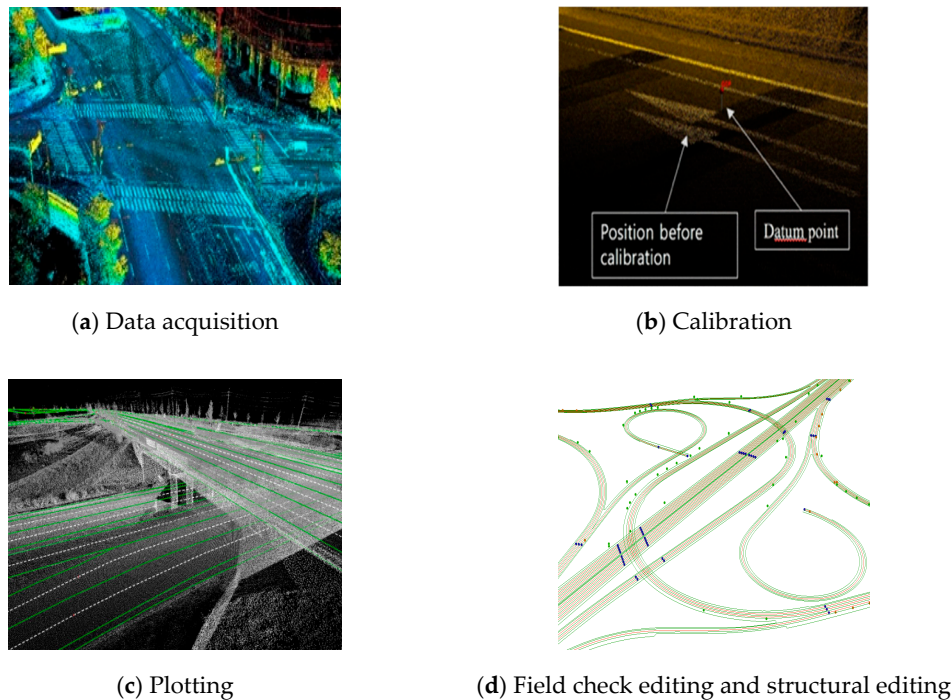 (a) Data acquisition
Position before
calibration
Datum point
(b) Calibration
(c) Plotting
(d) Field check editing and structural editing